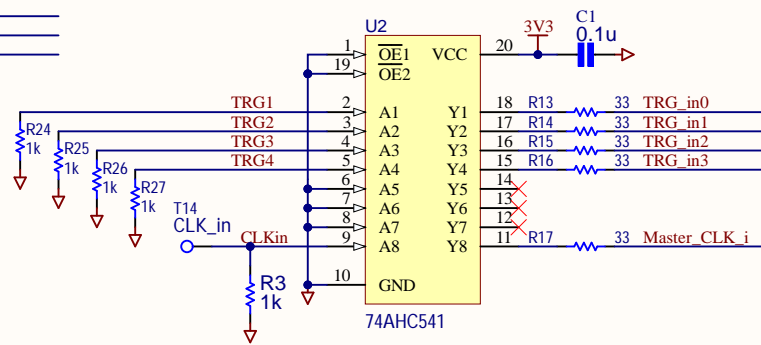 U2
3V3
C1
0.1u
1 OE1 VCC 20
19 OE2
TRG1 2 A1 Y1 18 R13 33 TRG_in0
R24
1k
TRG2 3 A2 Y2 17 R14 33 TRG_in1
R25
1k
TRG3 4 A3 Y3 16 R15 33 TRG_in2
R26
1k
TRG4 5 A4 Y4 15 R16 33 TRG_in3
R27
1k
6 A5 Y5 14
7 A6 Y6 13
8 A7 Y7 12
T14
CLK_in
CLKin 9 A8 Y8 11 R17 33 Master_CLK_i
R3
1k
10 GND
74AHC541